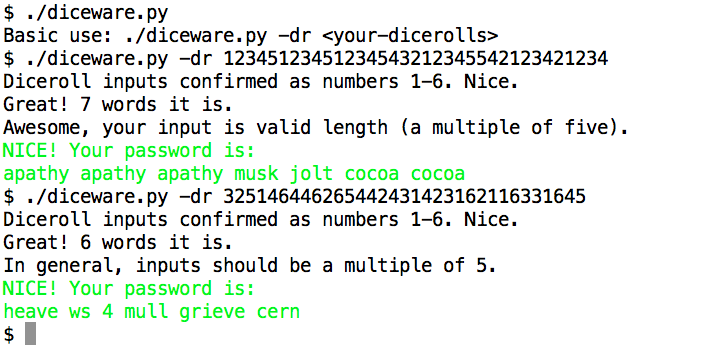 $ ./diceware.py
Basic use: ./diceware.py -dr <your-dicerolls>
$ ./diceware.py -dr 12345123451234543212345542123421234
Diceroll inputs confirmed as numbers 1-6. Nice.
Great! 7 words it is.
Awesome, your input is valid length (a multiple of five).
NICE! Your password is:
apathy apathy apathy musk jolt cocoa cocoa
$ ./diceware.py -dr 325146446265442431423162116331645
Diceroll inputs confirmed as numbers 1-6. Nice.
Great! 6 words it is.
In general, inputs should be a multiple of 5.
NICE! Your password is:
heave ws 4 mull grieve cern
$